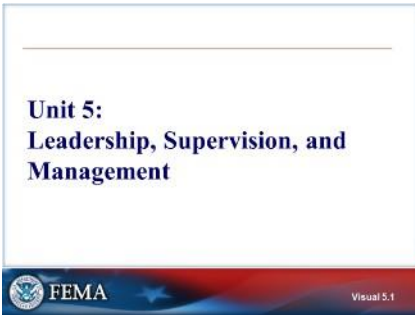 Unit 5:
Leadership, Supervision, and
Management
FEMA
Visual 5.1